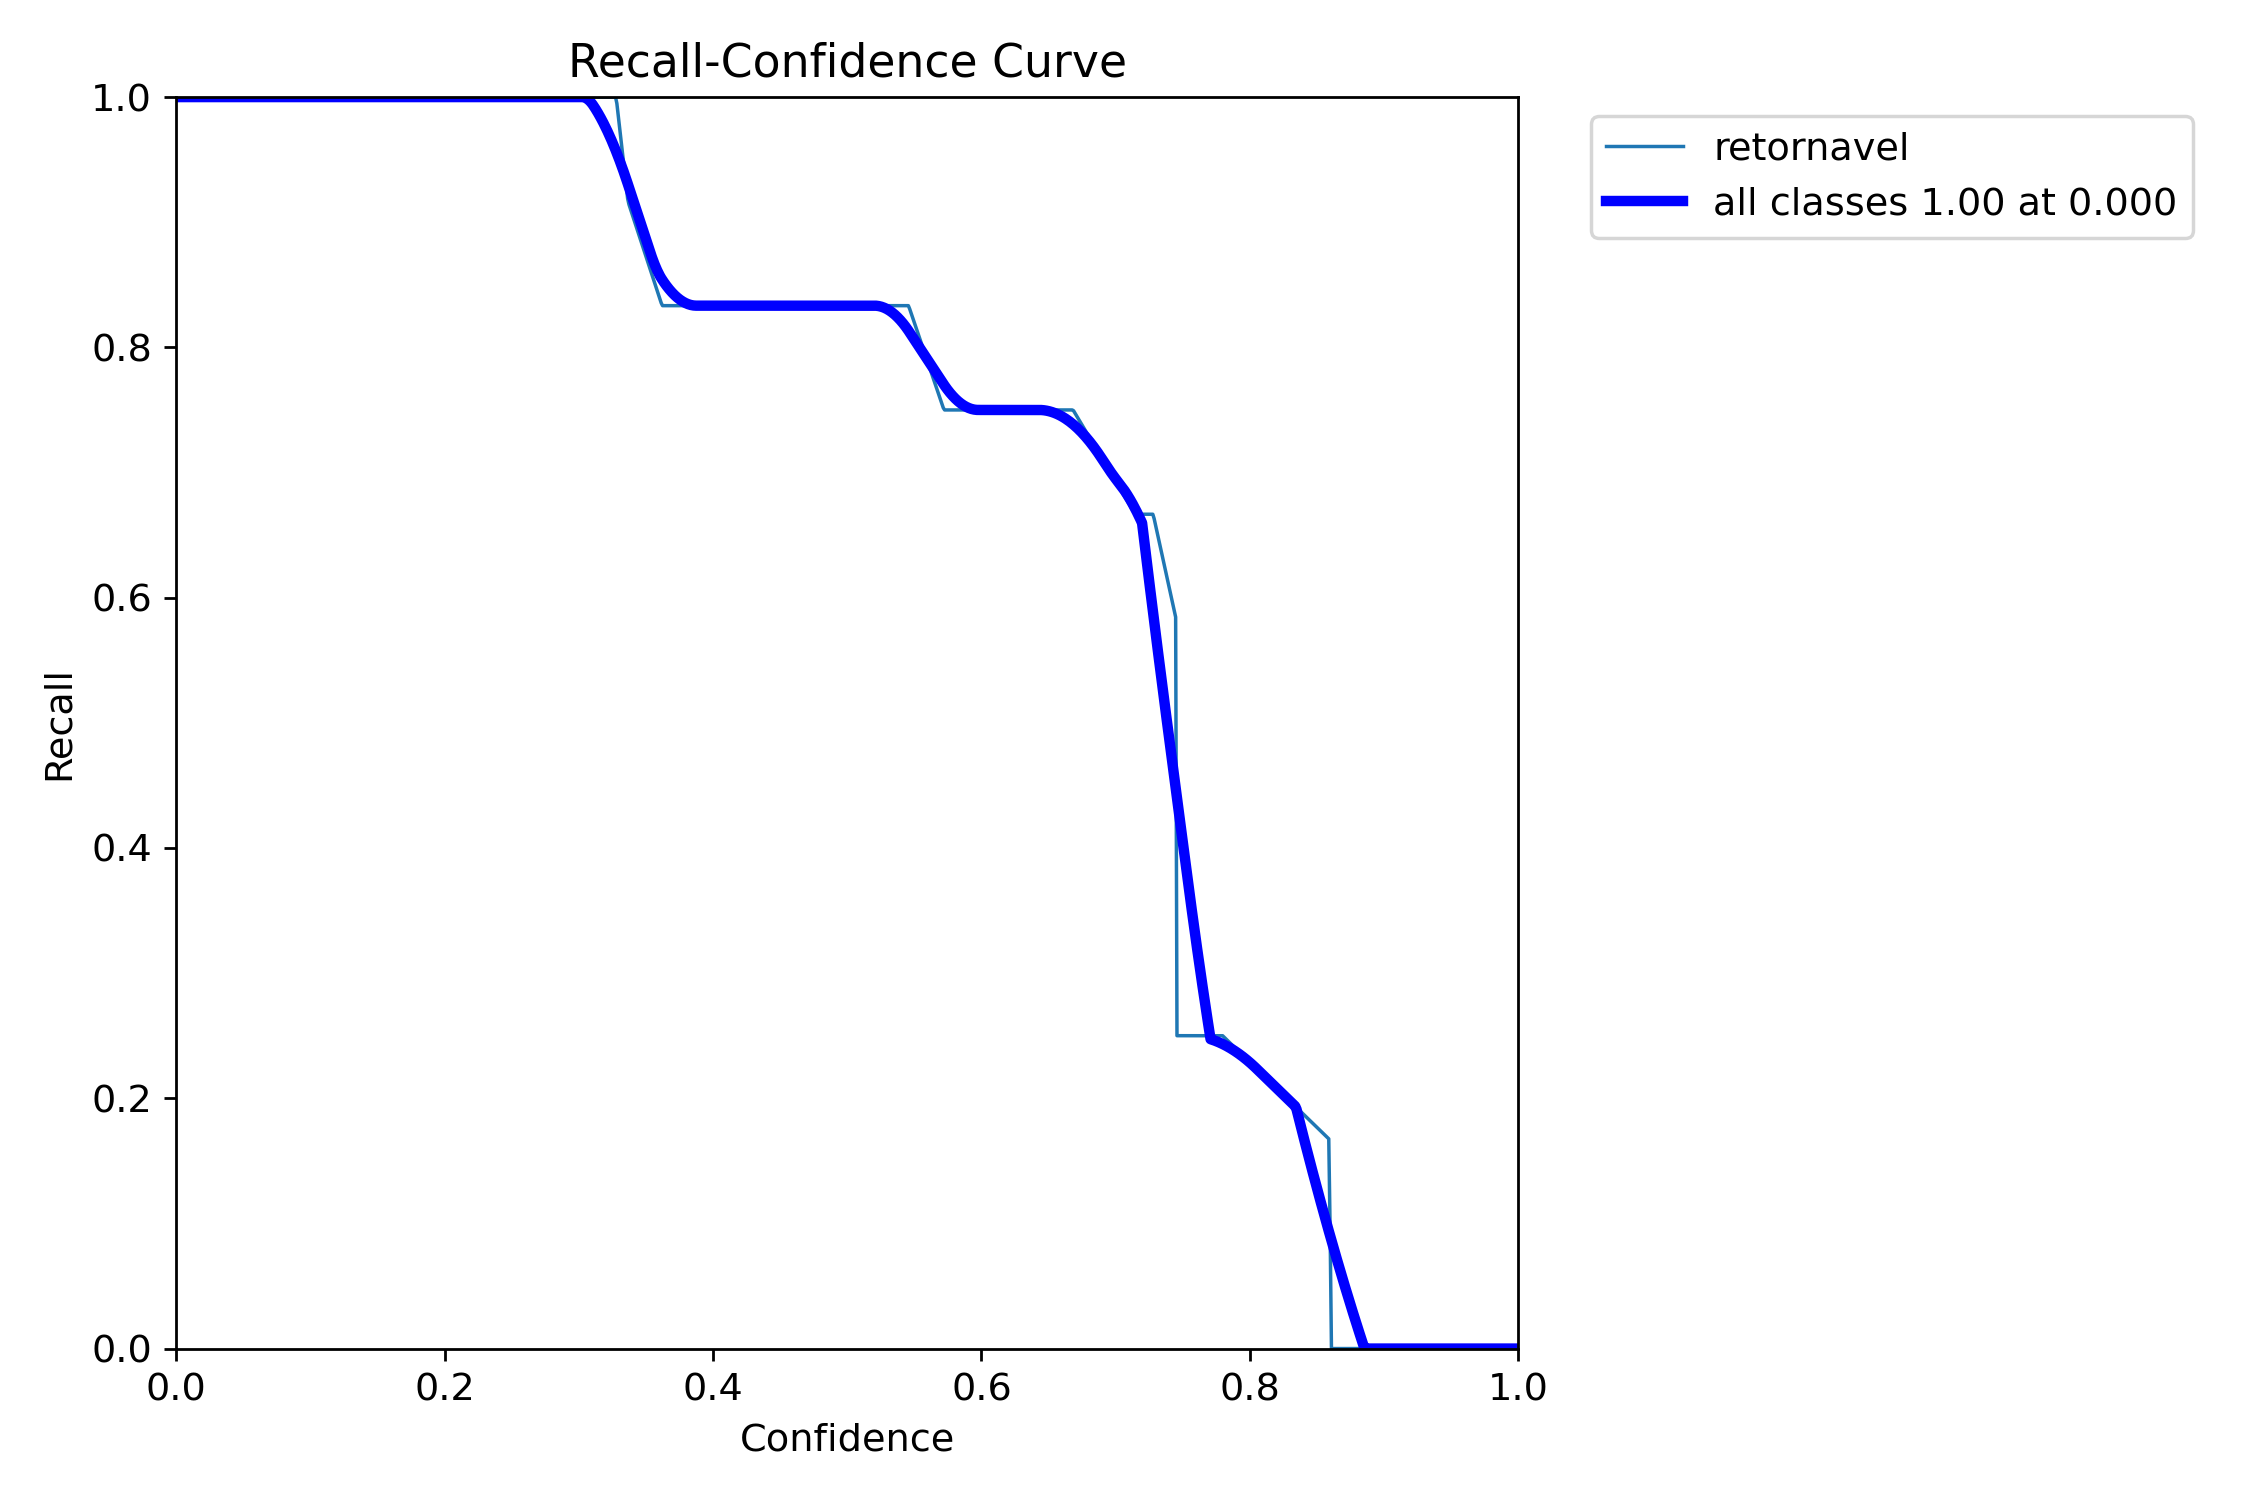 Recall-Confidence Curve
1.0
0.8
0.6
0.4
0.2
0.0
Recall
0.0 0.2 0.4 0.6 0.8 1.0
Confidence
retornavel
all classes 1.00 at 0.000